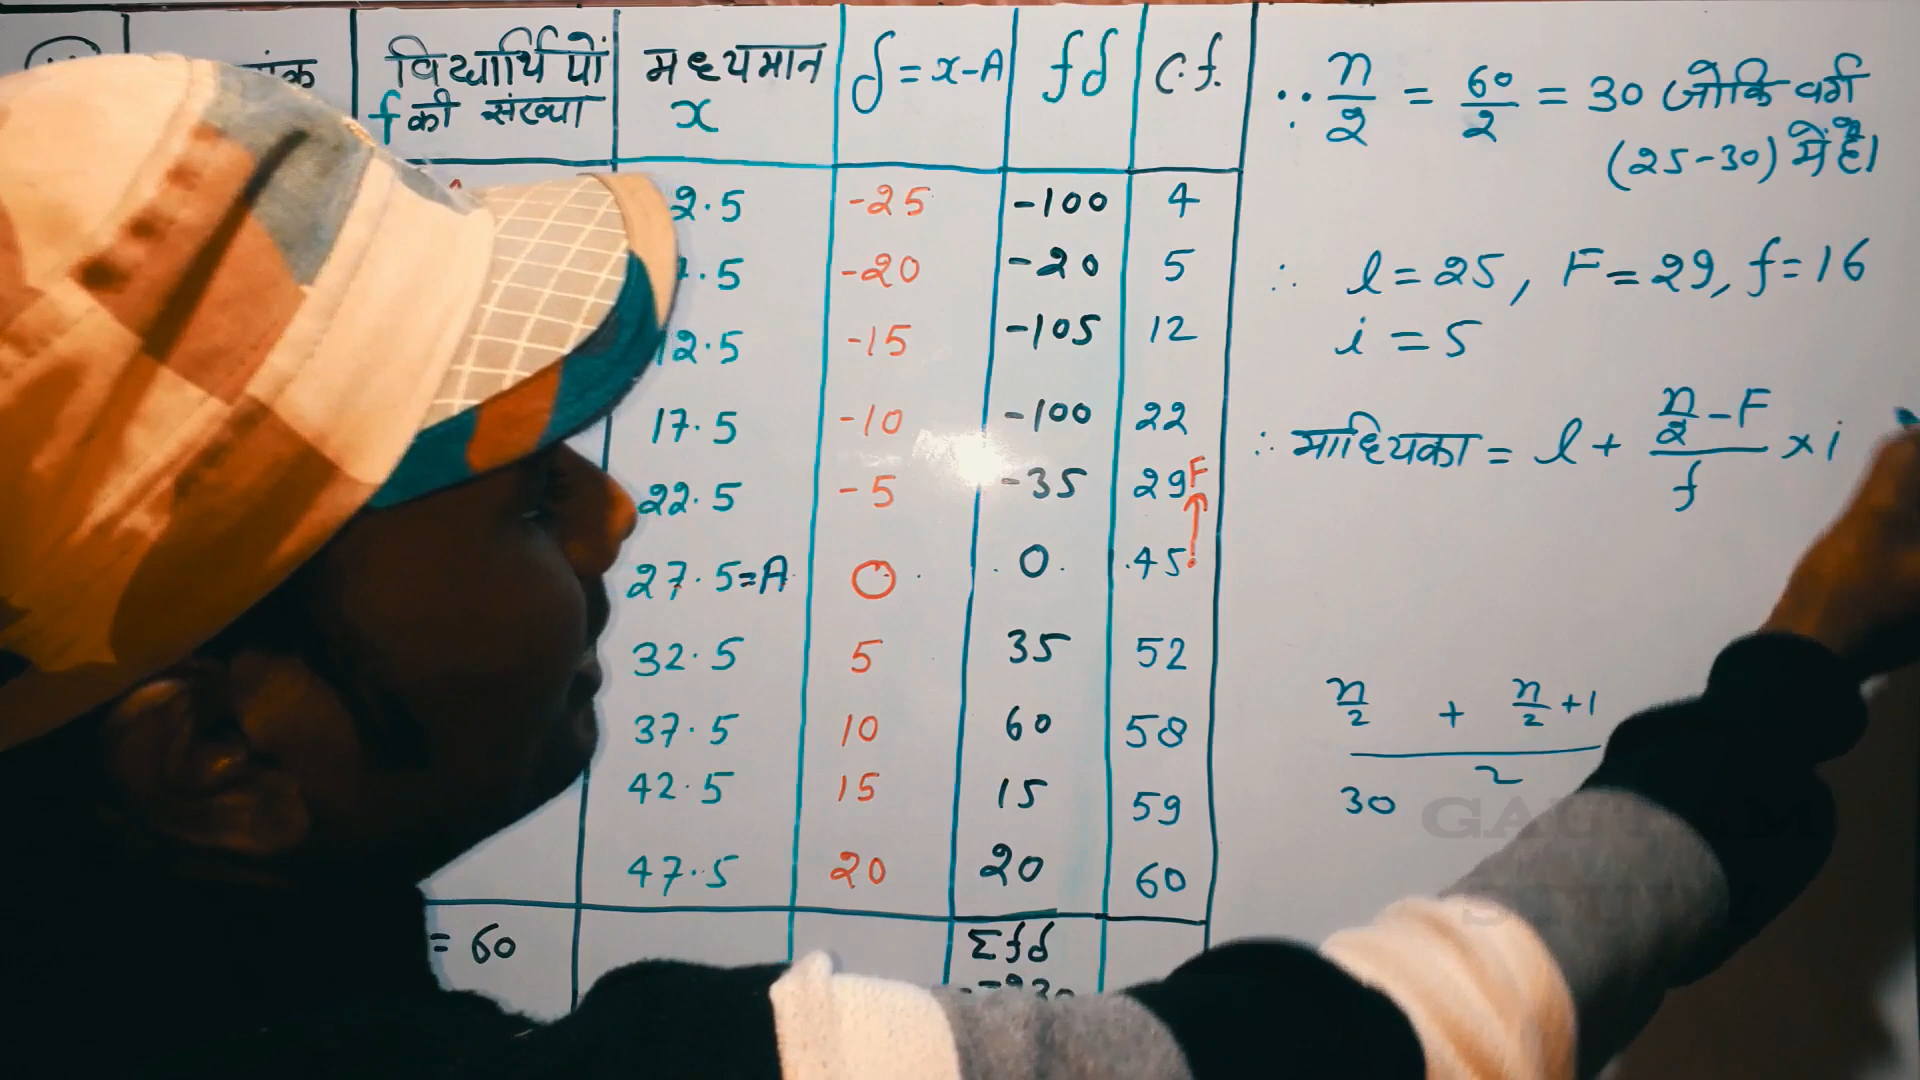 विद्यार्थियों मध्यमान δ = x-A fδ c.f.
f की संख्या x
2.5 -25 -100 4
.5 -20 -20 5
12.5 -15 -105 12
17.5 -10 -100 22
22.5 -5 -35 29 F
27.5=A 0 0 45
32.5 5 35 52
37.5 10 60 58
42.5 15 15 59
47.5 20 20 60
= 60 Σfδ
∵ n/2 = 60/2 = 30 जोकि वर्ग
(25-30) में है।
∴ l = 25, F = 29, f = 16
i = 5
∴ माध्यिका = l + (n/2 - F)/f × i
n/2 + n/2 +1
2
30